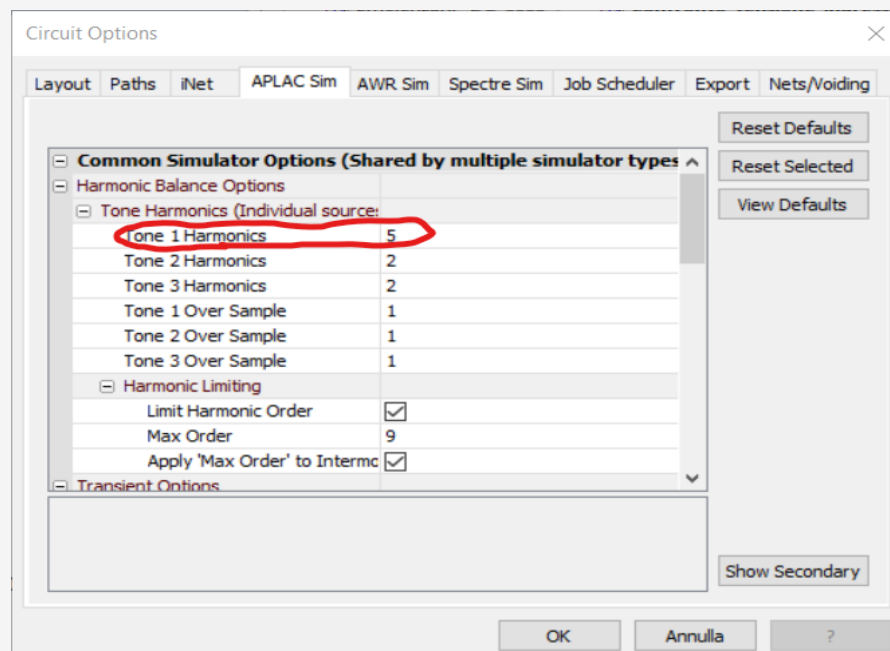 Circuit Options
Layout Paths iNet APLAC Sim AWR Sim Spectre Sim Job Scheduler Export Nets/Voiding
Reset Defaults
Common Simulator Options (Shared by multiple simulator types
Reset Selected
Harmonic Balance Options
View Defaults
Tone Harmonics (Individual source
Tone 1 Harmonics 5
Tone 2 Harmonics 2
Tone 3 Harmonics 2
Tone 1 Over Sample 1
Tone 2 Over Sample 1
Tone 3 Over Sample 1
Harmonic Limiting
Limit Harmonic Order
Max Order 9
Apply 'Max Order' to Intermo
Transient Options
Show Secondary
OK Annulla ?